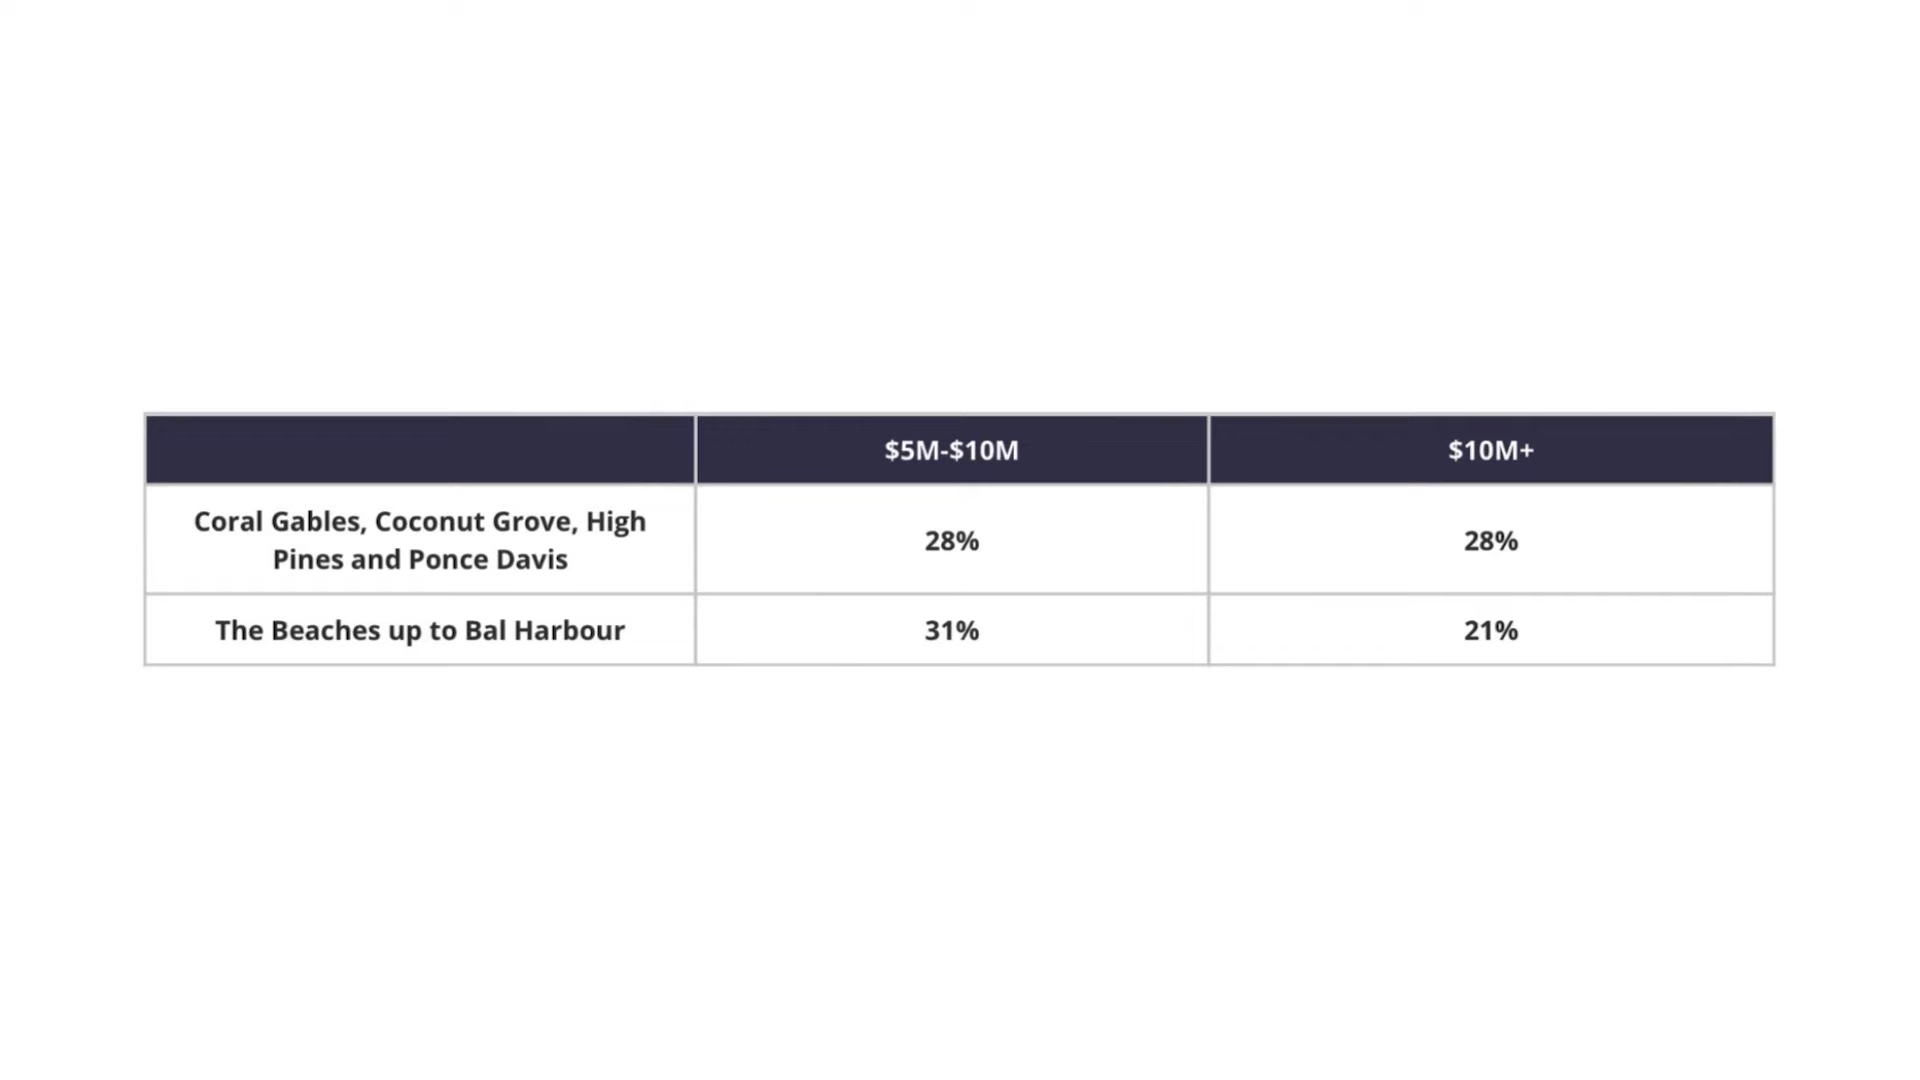 $5M-$10M $10M+
Coral Gables, Coconut Grove, High
Pines and Ponce Davis
28% 28%
The Beaches up to Bal Harbour 31% 21%